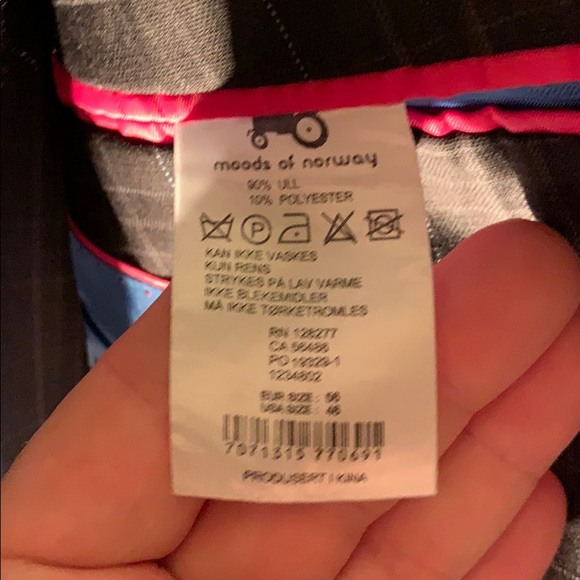 moods of norway
90% ULL
10% POLYESTER
P
KAN IKKE VASKES
KUN RENS
STRYKES PÅ LAV VARME
IKKE BLEKEMIDLER
MÅ IKKE TØRKETROMLES
RN 128277
CA 56486
PO 19329-1
1234802
EUR SIZE : 56
USA SIZE : 46
7071315 770691
PRODUSERT I KINA